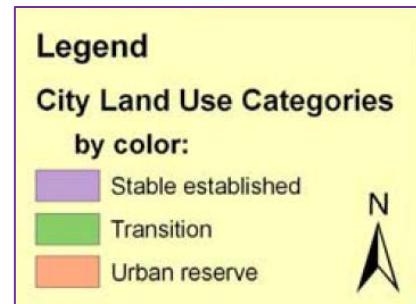 Legend
City Land Use Categories
by color:
Stable established
Transition
Urban reserve
N